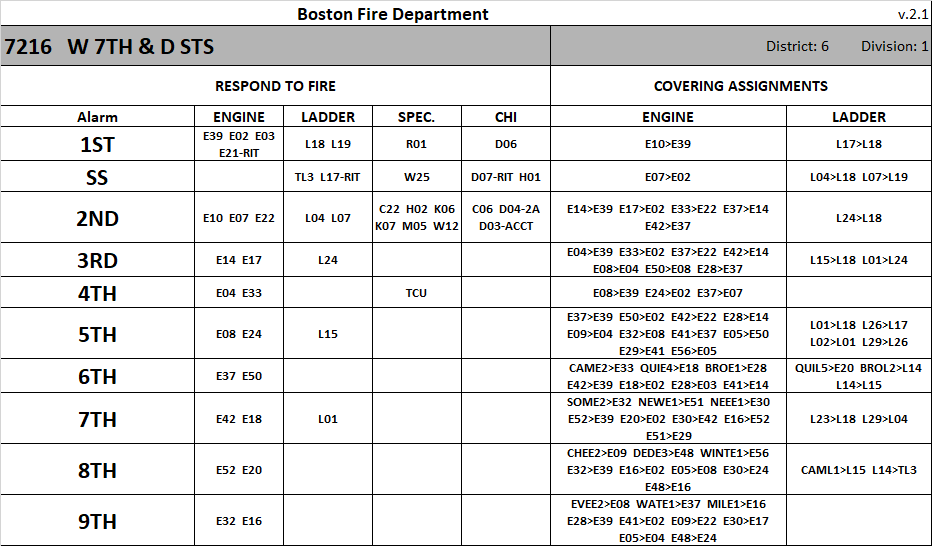 Boston Fire Department v.2.1
7216 W 7TH & D STS District: 6 Division: 1
RESPOND TO FIRE COVERING ASSIGNMENTS
Alarm ENGINE LADDER SPEC. CHI ENGINE LADDER
E39 E02 E03
1ST L18 L19 R01 D06 E10>E39 L17>L18
E21-RIT
SS TL3 L17-RIT W25 D07-RIT H01 E07>E02 L04>L18 L07>L19
C22 H02 K06 C06 D04-2A E14>E39 E17>E02 E33>E22 E37>E14
2ND E10 E07 E22 L04 L07 L24>L18
K07 M05 W12 D03-ACCT E42>E37
E04>E39 E33>E02 E37>E22 E42>E14
3RD E14 E17 L24 L15>L18 L01>L24
E08>E04 E50>E08 E28>E37
4TH E04 E33 TCU E08>E39 E24>E02 E37>E07
E37>E39 E50>E02 E42>E22 E28>E14
L01>L18 L26>L17
5TH E08 E24 L15 E09>E04 E32>E08 E41>E37 E05>E50
L02>L01 L29>L26
E29>E41 E56>E05
CAME2>E33 QUIE4>E18 BROE1>E28 QUIL5>E20 BROL2>L14
6TH E37 E50
E42>E39 E18>E02 E28>E03 E41>E14 L14>L15
SOME2>E32 NEWE1>E51 NEEE1>E30
7TH E42 E18 L01 E52>E39 E20>E02 E30>E42 E16>E52 L23>L18 L29>L04
E51>E29
CHEE2>E09 DEDE3>E48 WINTE1>E56
8TH E52 E20 E32>E39 E16>E02 E05>E08 E30>E24 CAML1>L15 L14>TL3
E48>E16
EVEE2>E08 WATE1>E37 MILE1>E16
9TH E32 E16 E28>E39 E41>E02 E09>E22 E30>E17
E05>E04 E48>E24